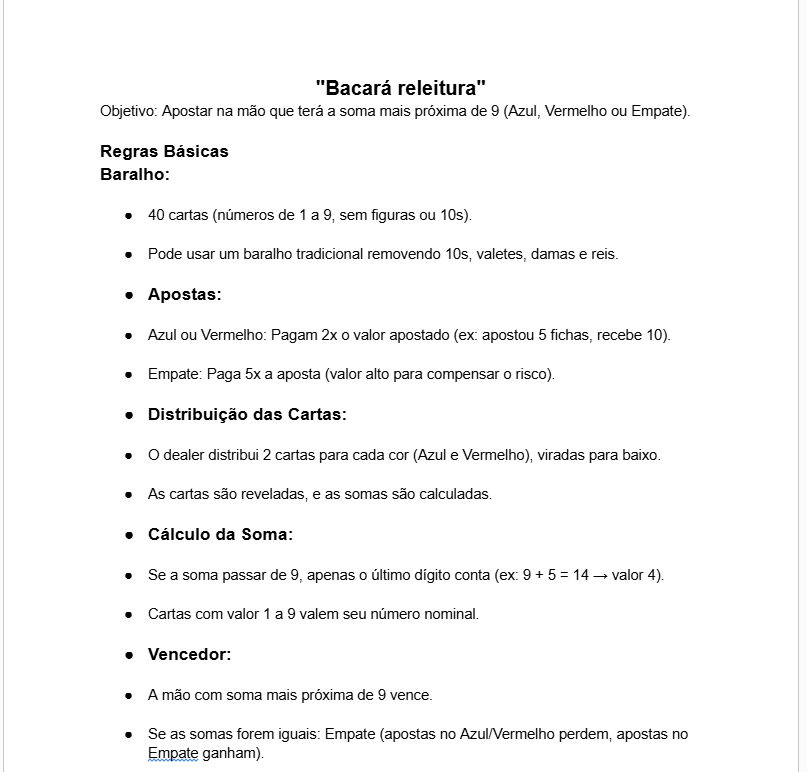 "Bacará releitura"
Objetivo: Apostar na mão que terá a soma mais próxima de 9 (Azul, Vermelho ou Empate).
Regras Básicas
Baralho:
● 40 cartas (números de 1 a 9, sem figuras ou 10s).
● Pode usar um baralho tradicional removendo 10s, valetes, damas e reis.
● Apostas:
● Azul ou Vermelho: Pagam 2x o valor apostado (ex: apostou 5 fichas, recebe 10).
● Empate: Paga 5x a aposta (valor alto para compensar o risco).
● Distribuição das Cartas:
● O dealer distribui 2 cartas para cada cor (Azul e Vermelho), viradas para baixo.
● As cartas são reveladas, e as somas são calculadas.
● Cálculo da Soma:
● Se a soma passar de 9, apenas o último dígito conta (ex: 9 + 5 = 14 → valor 4).
● Cartas com valor 1 a 9 valem seu número nominal.
● Vencedor:
● A mão com soma mais próxima de 9 vence.
● Se as somas forem iguais: Empate (apostas no Azul/Vermelho perdem, apostas no
Empate ganham).